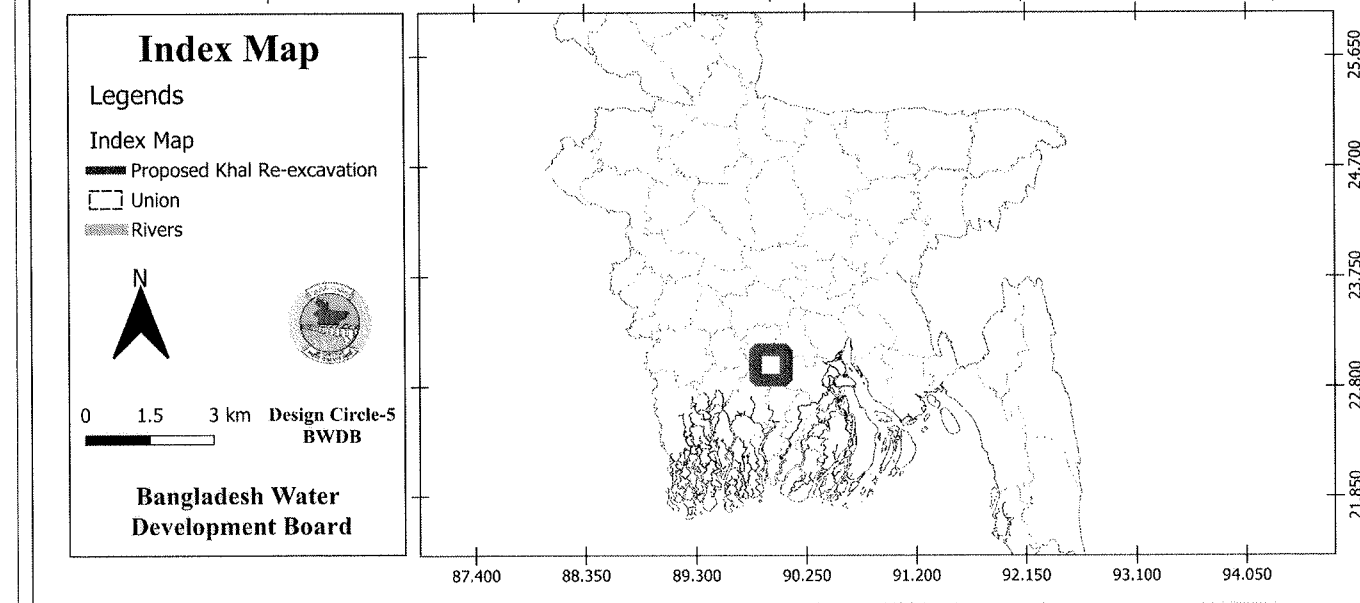 Index Map
Legends
Index Map
Proposed Khal Re-excavation
Union
Rivers
N
0 1.5 3 km
Design Circle-5
BWDB
Bangladesh Water
Development Board
25.650
24.700
23.750
22.800
21.850
87.400 88.350 89.300 90.250 91.200 92.150 93.100 94.050